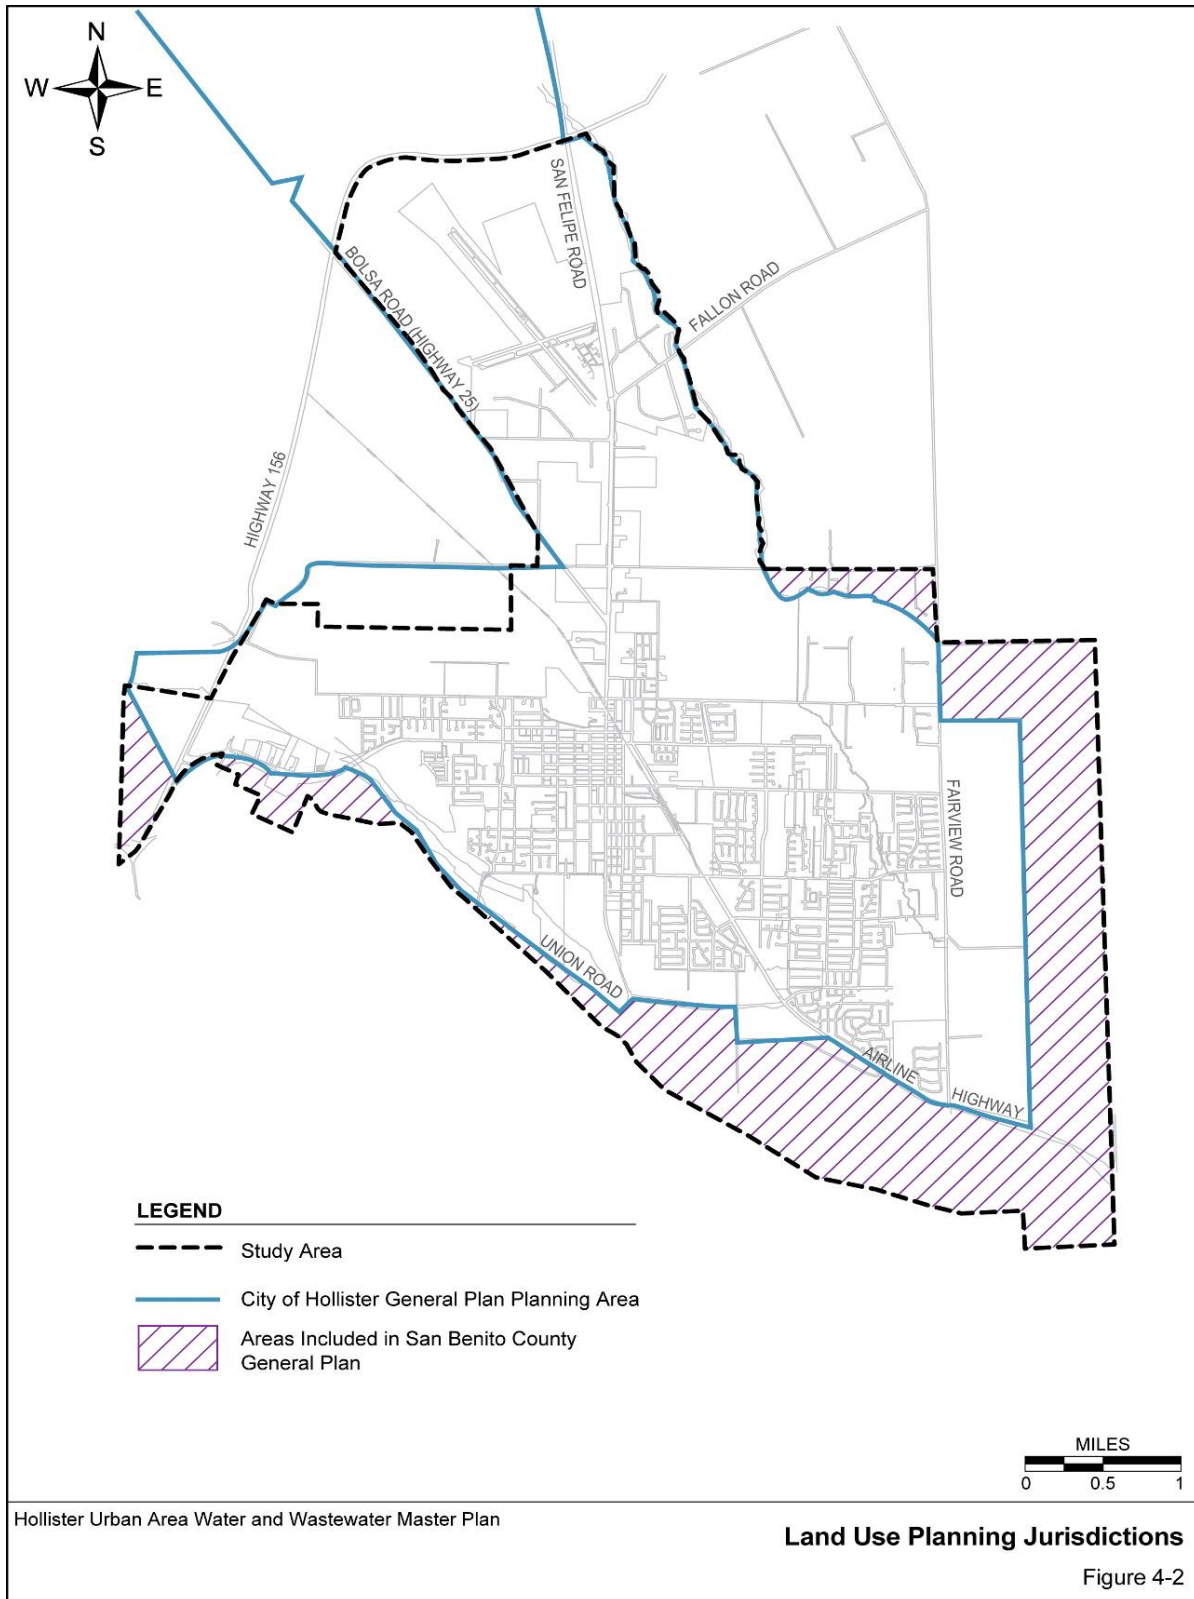 N
W E
S
SAN FELIPE ROAD
BOLSA ROAD (HIGHWAY 25)
FALLON ROAD
HIGHWAY 156
FAIRVIEW ROAD
UNION ROAD
AIRLINE
HIGHWAY
LEGEND
Study Area
City of Hollister General Plan Planning Area
Areas Included in San Benito County
General Plan
MILES
0 0.5 1
Hollister Urban Area Water and Wastewater Master Plan
Land Use Planning Jurisdictions
Figure 4-2